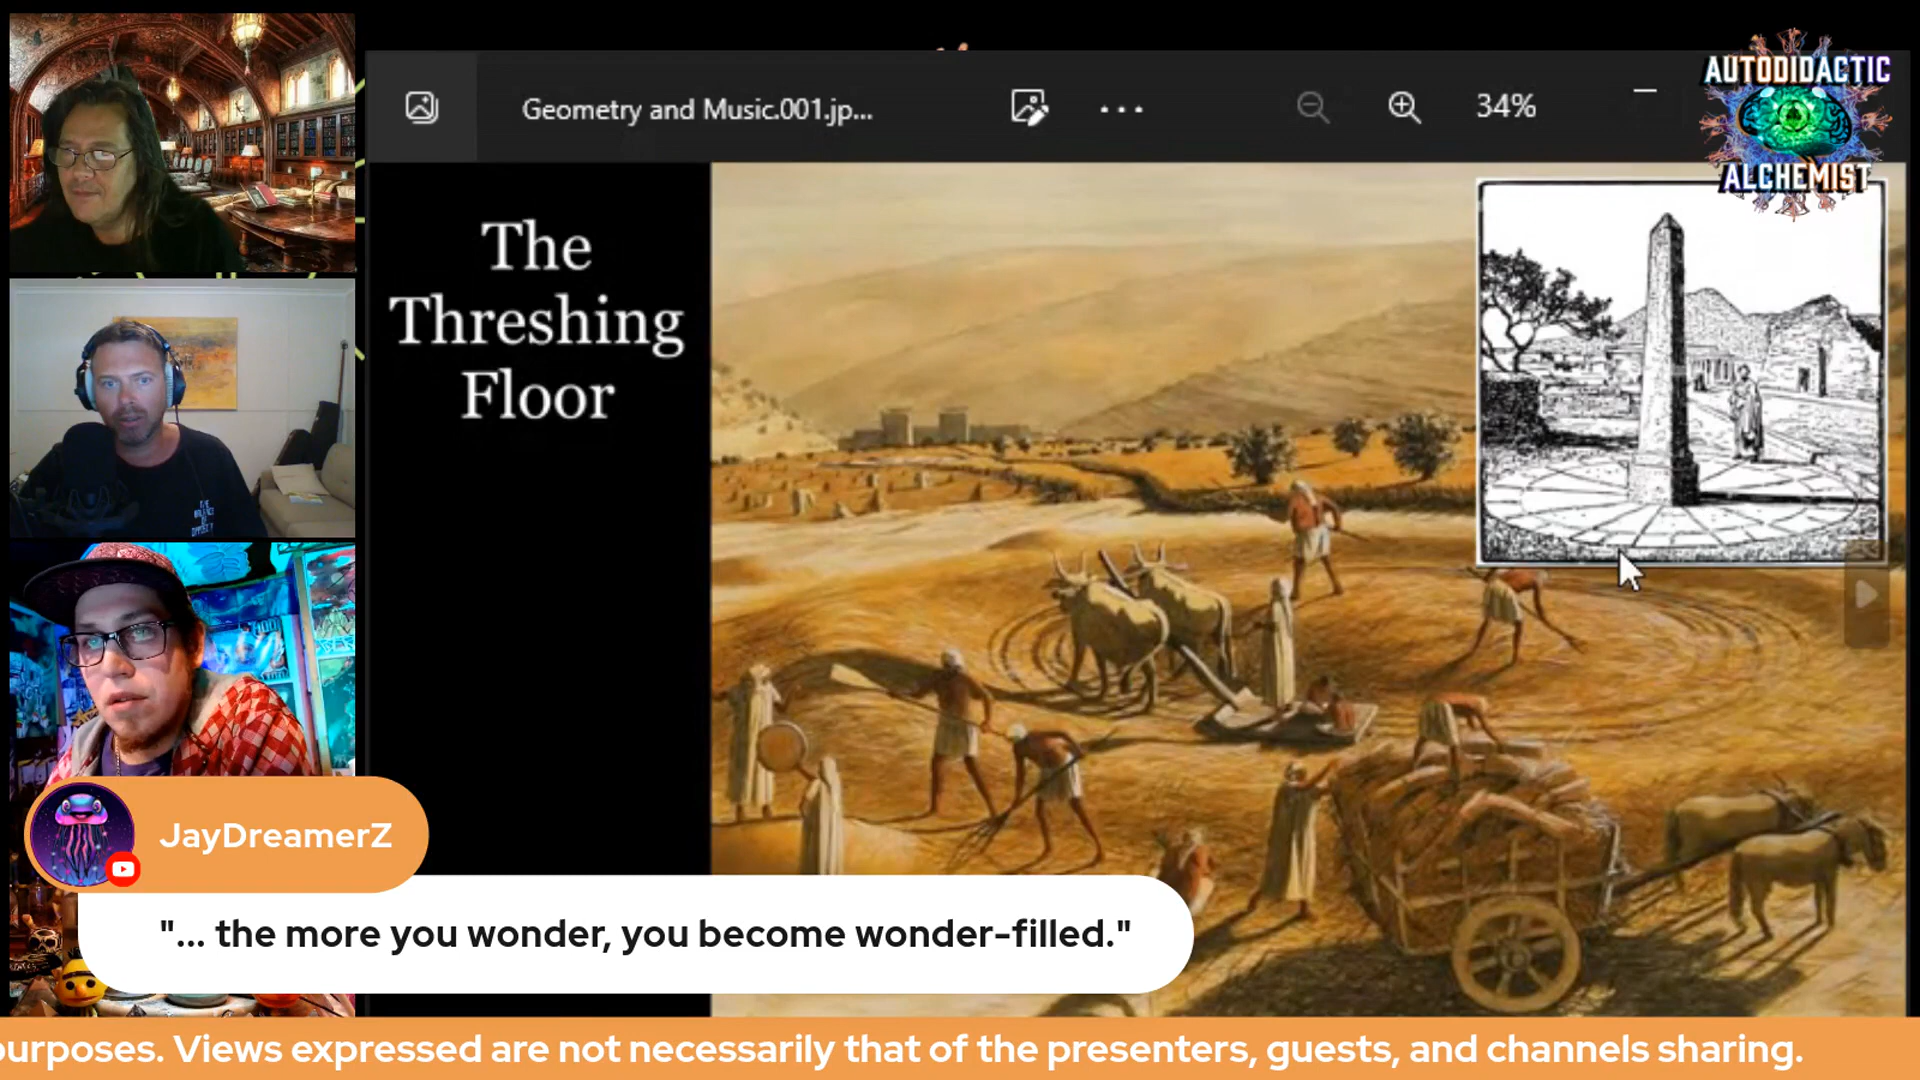 Geometry and Music.001.jp...
34%
AUTODIDACTIC
ALCHEMIST
The
Threshing
Floor
JayDreamerZ
"... the more you wonder, you become wonder-filled."
purposes. Views expressed are not necessarily that of the presenters, guests, and channels sharing.